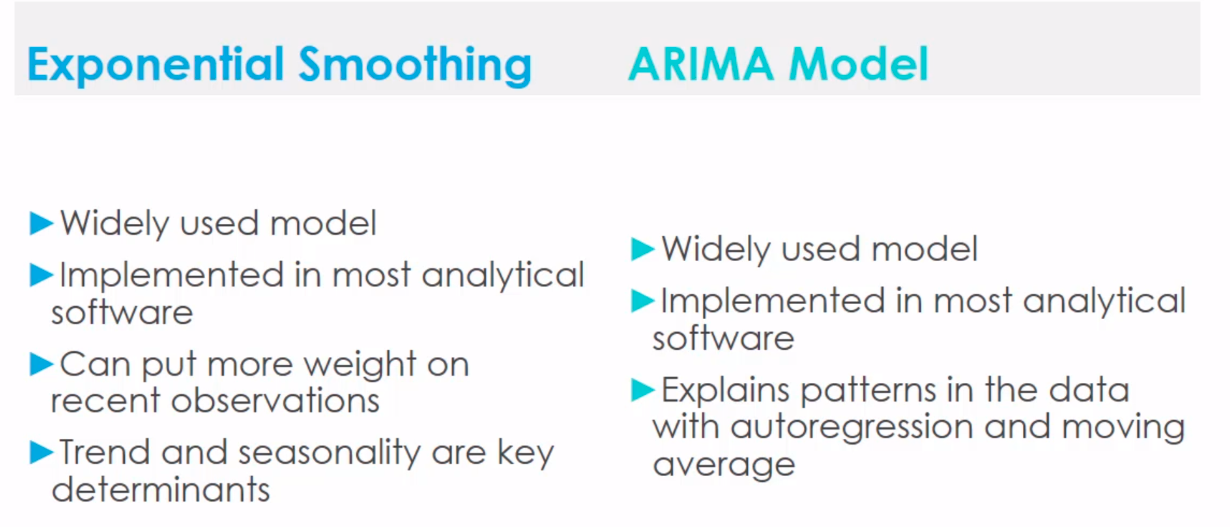 Exponential Smoothing
►Widely used model
►Implemented in most analytical
software
►Can put more weight on
recent observations
►Trend and seasonality are key
determinants
ARIMA Model
►Widely used model
►Implemented in most analytical
software
►Explains patterns in the data
with autoregression and moving
average